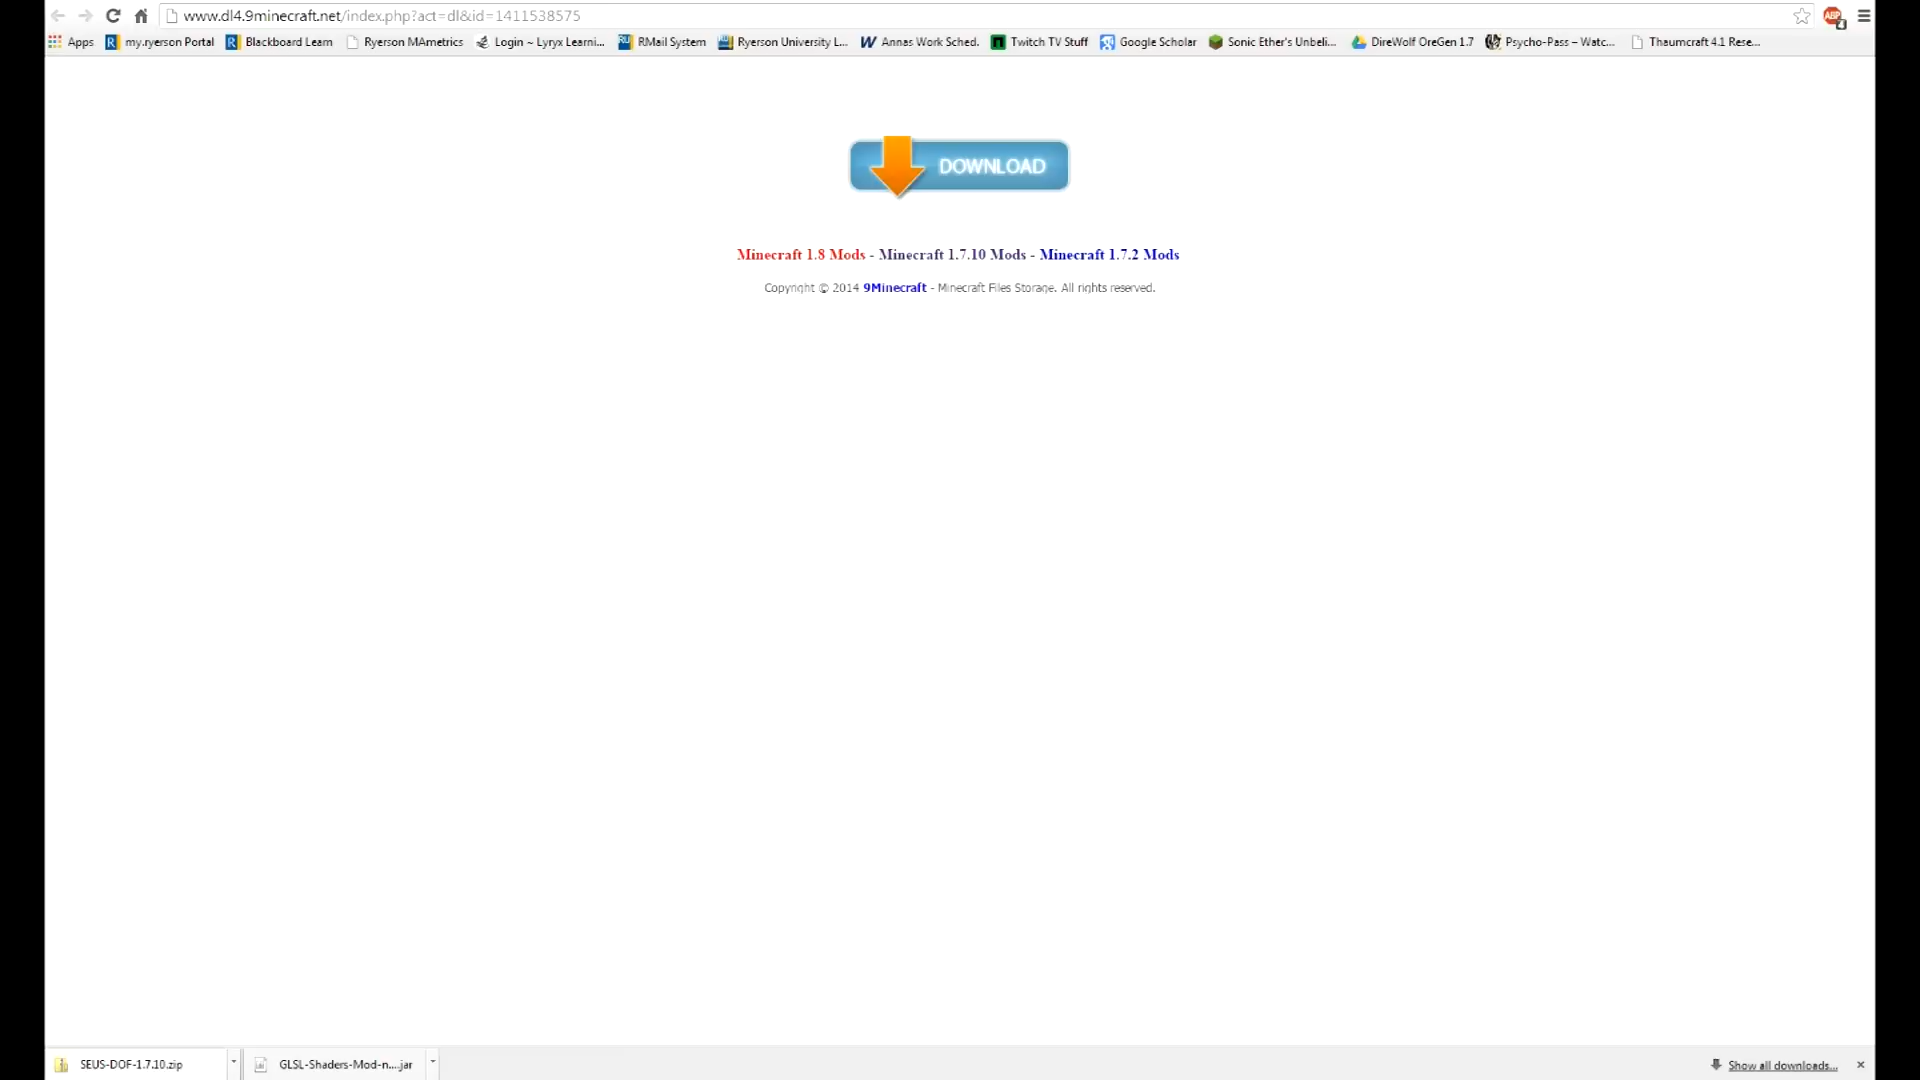 www.dl4.9minecraft.net/index.php?act=dl&id=1411538575
ABP
Apps my.ryerson Portal Blackboard Learn Ryerson MAmetrics Login ~ Lyryx Learni... RMail System Ryerson University L... Annas Work Sched. Twitch TV Stuff Google Scholar Sonic Ether's Unbeli... DireWolf OreGen 1.7 Psycho-Pass – Watc... Thaumcraft 4.1 Rese...
DOWNLOAD
Minecraft 1.8 Mods - Minecraft 1.7.10 Mods - Minecraft 1.7.2 Mods
Copyright © 2014 9Minecraft - Minecraft Files Storage. All rights reserved.
SEUS-DOF-1.7.10.zip GLSL-Shaders-Mod-n....jar Show all downloads...